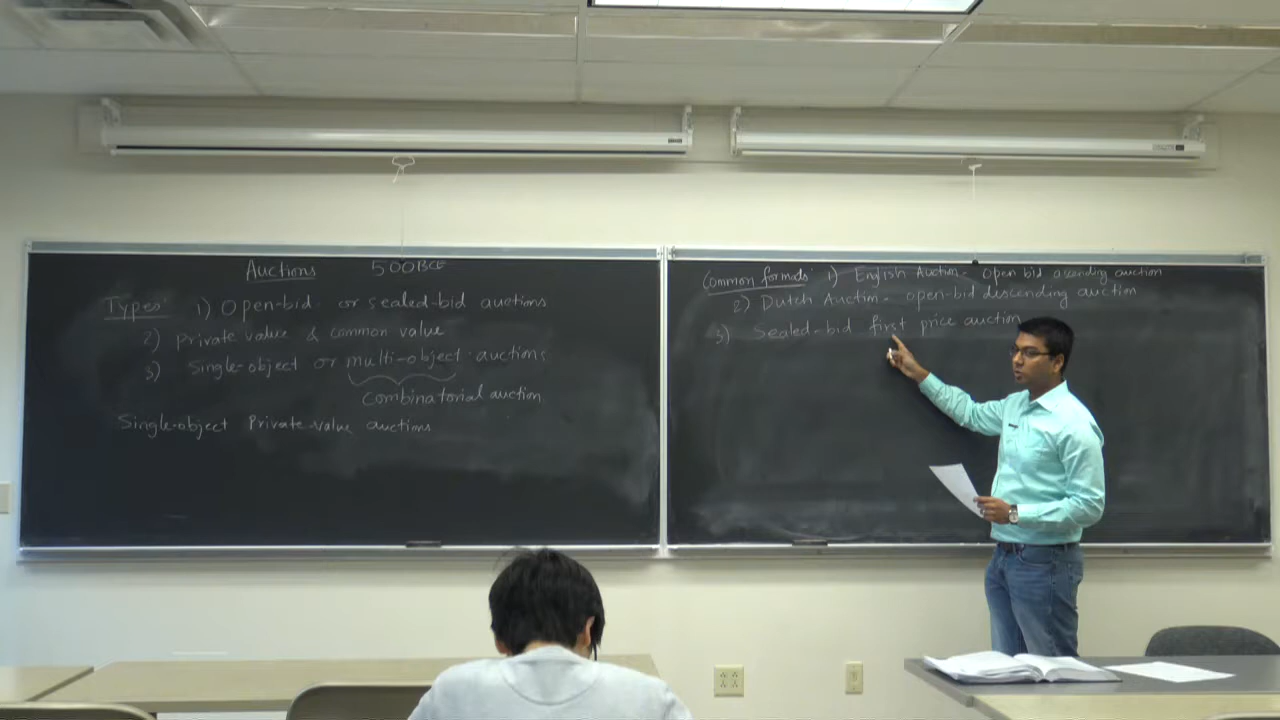 Auctions 500BCE
Types: 1) Open-bid or sealed-bid auctions
2) Private value & common value
3) Single-object or multi-object auctions
combinatorial auction
Single-object Private-value auctions
Common formats: 1) English Auction - Open bid ascending auction
2) Dutch Auction - open-bid descending auction
3) Sealed-bid first price auction